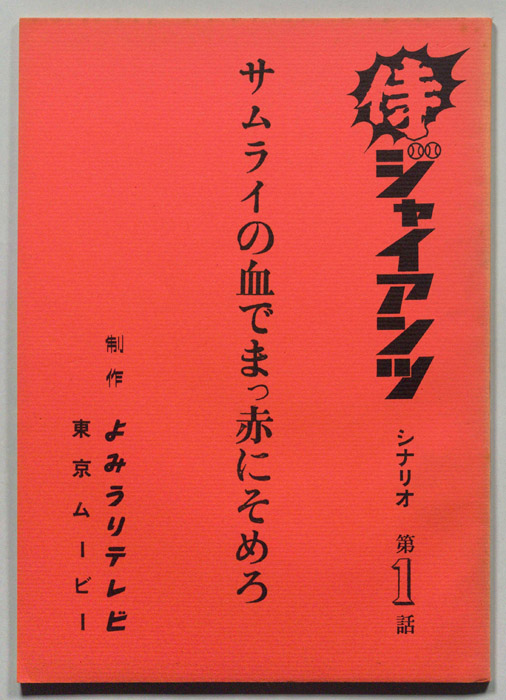 侍ジャイアンツ
シナリオ 第1話
サムライの血でまっ赤にそめろ
制作 よみうりテレビ
東京ムービー